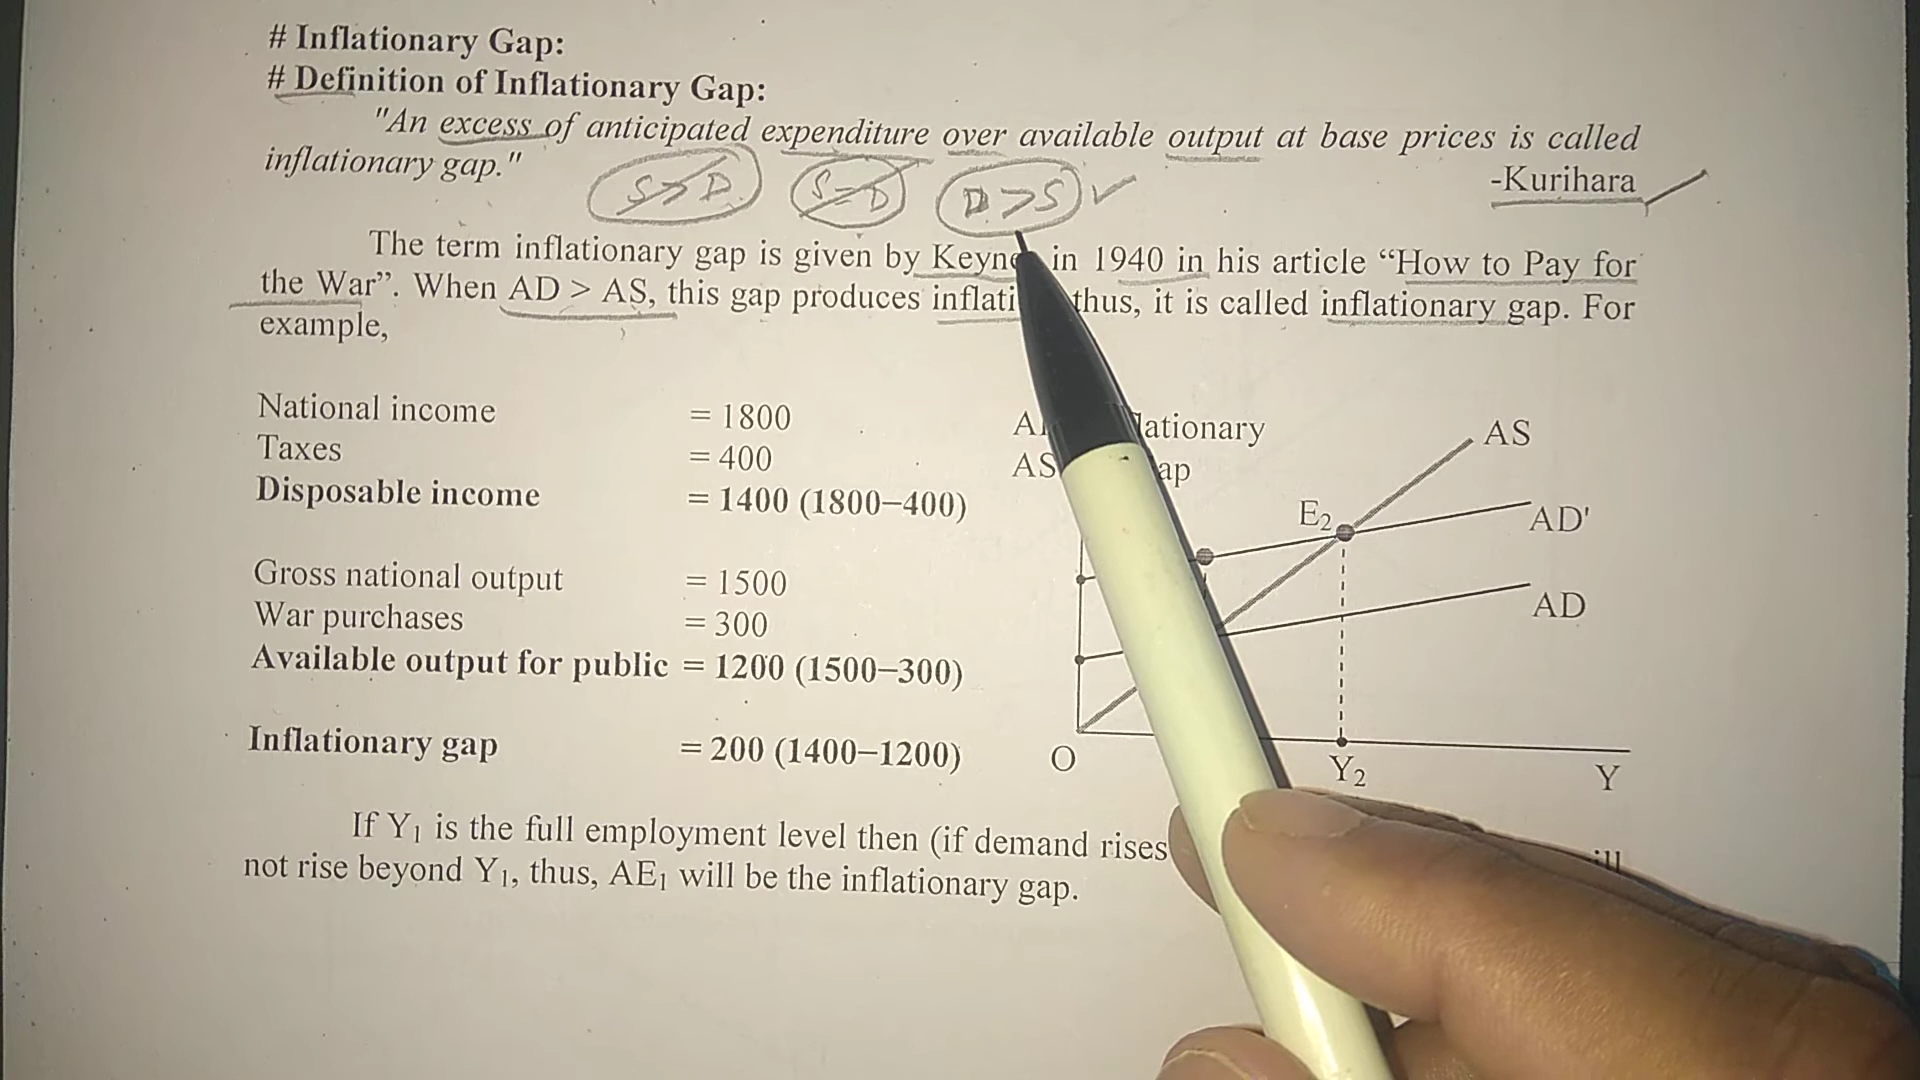 # Inflationary Gap:
# Definition of Inflationary Gap:
"An excess of anticipated expenditure over available output at base prices is called
inflationary gap."
-Kurihara
S>D S=D D>S ✓
The term inflationary gap is given by in 1940 in his article “How to Pay for
the War”. When AD > AS, this gap produces thus, it is called inflationary gap. For
example,
National income = 1800
Taxes = 400
Disposable income = 1400 (1800–400)
Gross national output = 1500
War purchases = 300
Available output for public = 1200 (1500–300)
Inflationary gap = 200 (1400–1200)
AS
AS
E₂
AD'
AD
O
Y₂
Y
If Y₁ is the full employment level then (if demand rises
not rise beyond Y₁, thus, AE₁ will be the inflationary gap.